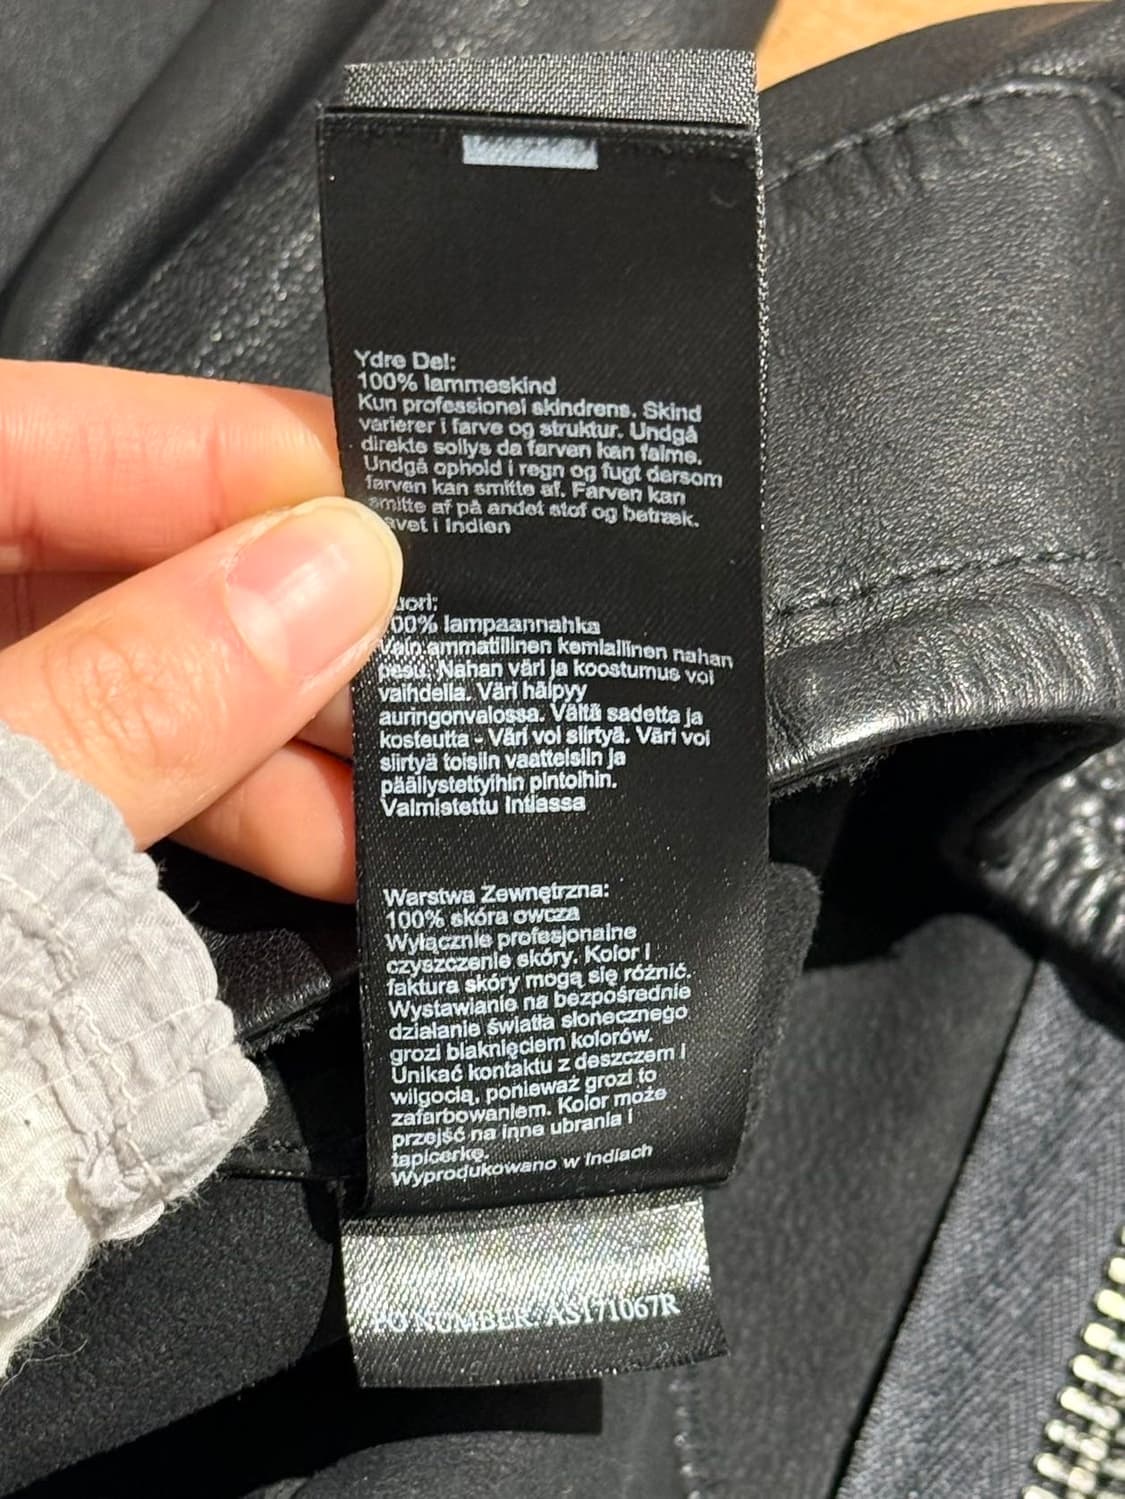 Ydre Del:
100% lammeskind
Kun professionel skindrens. Skind
varierer i farve og struktur. Undgå
direkte sollys da farven kan falme.
Undgå ophold i regn og fugt dersom
farven kan smitte af. Farven kan
smitte af på andet stof og betræk.
avet i Indien
uori:
00% lampaannahka
Vain ammatillinen kemiallinen nahan
pesu. Nahan väri ja koostumus voi
vaihdella. Väri hälpyy
auringonvalossa. Vältä sadetta ja
kosteutta - Väri voi siirtyä. Väri voi
siirtyä toisiin vaatteisiin ja
päällystettyihin pintoihin.
Valmistettu Intiassa
Warstwa Zewnętrzna:
100% skóra owcza
Wyłącznie profesjonalne
czyszczenie skóry. Kolor i
faktura skóry mogą się różnić.
Wystawianie na bezpośrednie
działanie światła słonecznego
grozi blaknięciem kolorów.
Unikać kontaktu z deszczem i
wilgocią, ponieważ grozi to
zafarbowaniem. Kolor może
przejść na inne ubrania i
tapicerkę.
Wyprodukowano w Indiach
PO NUMBER: AS171067R